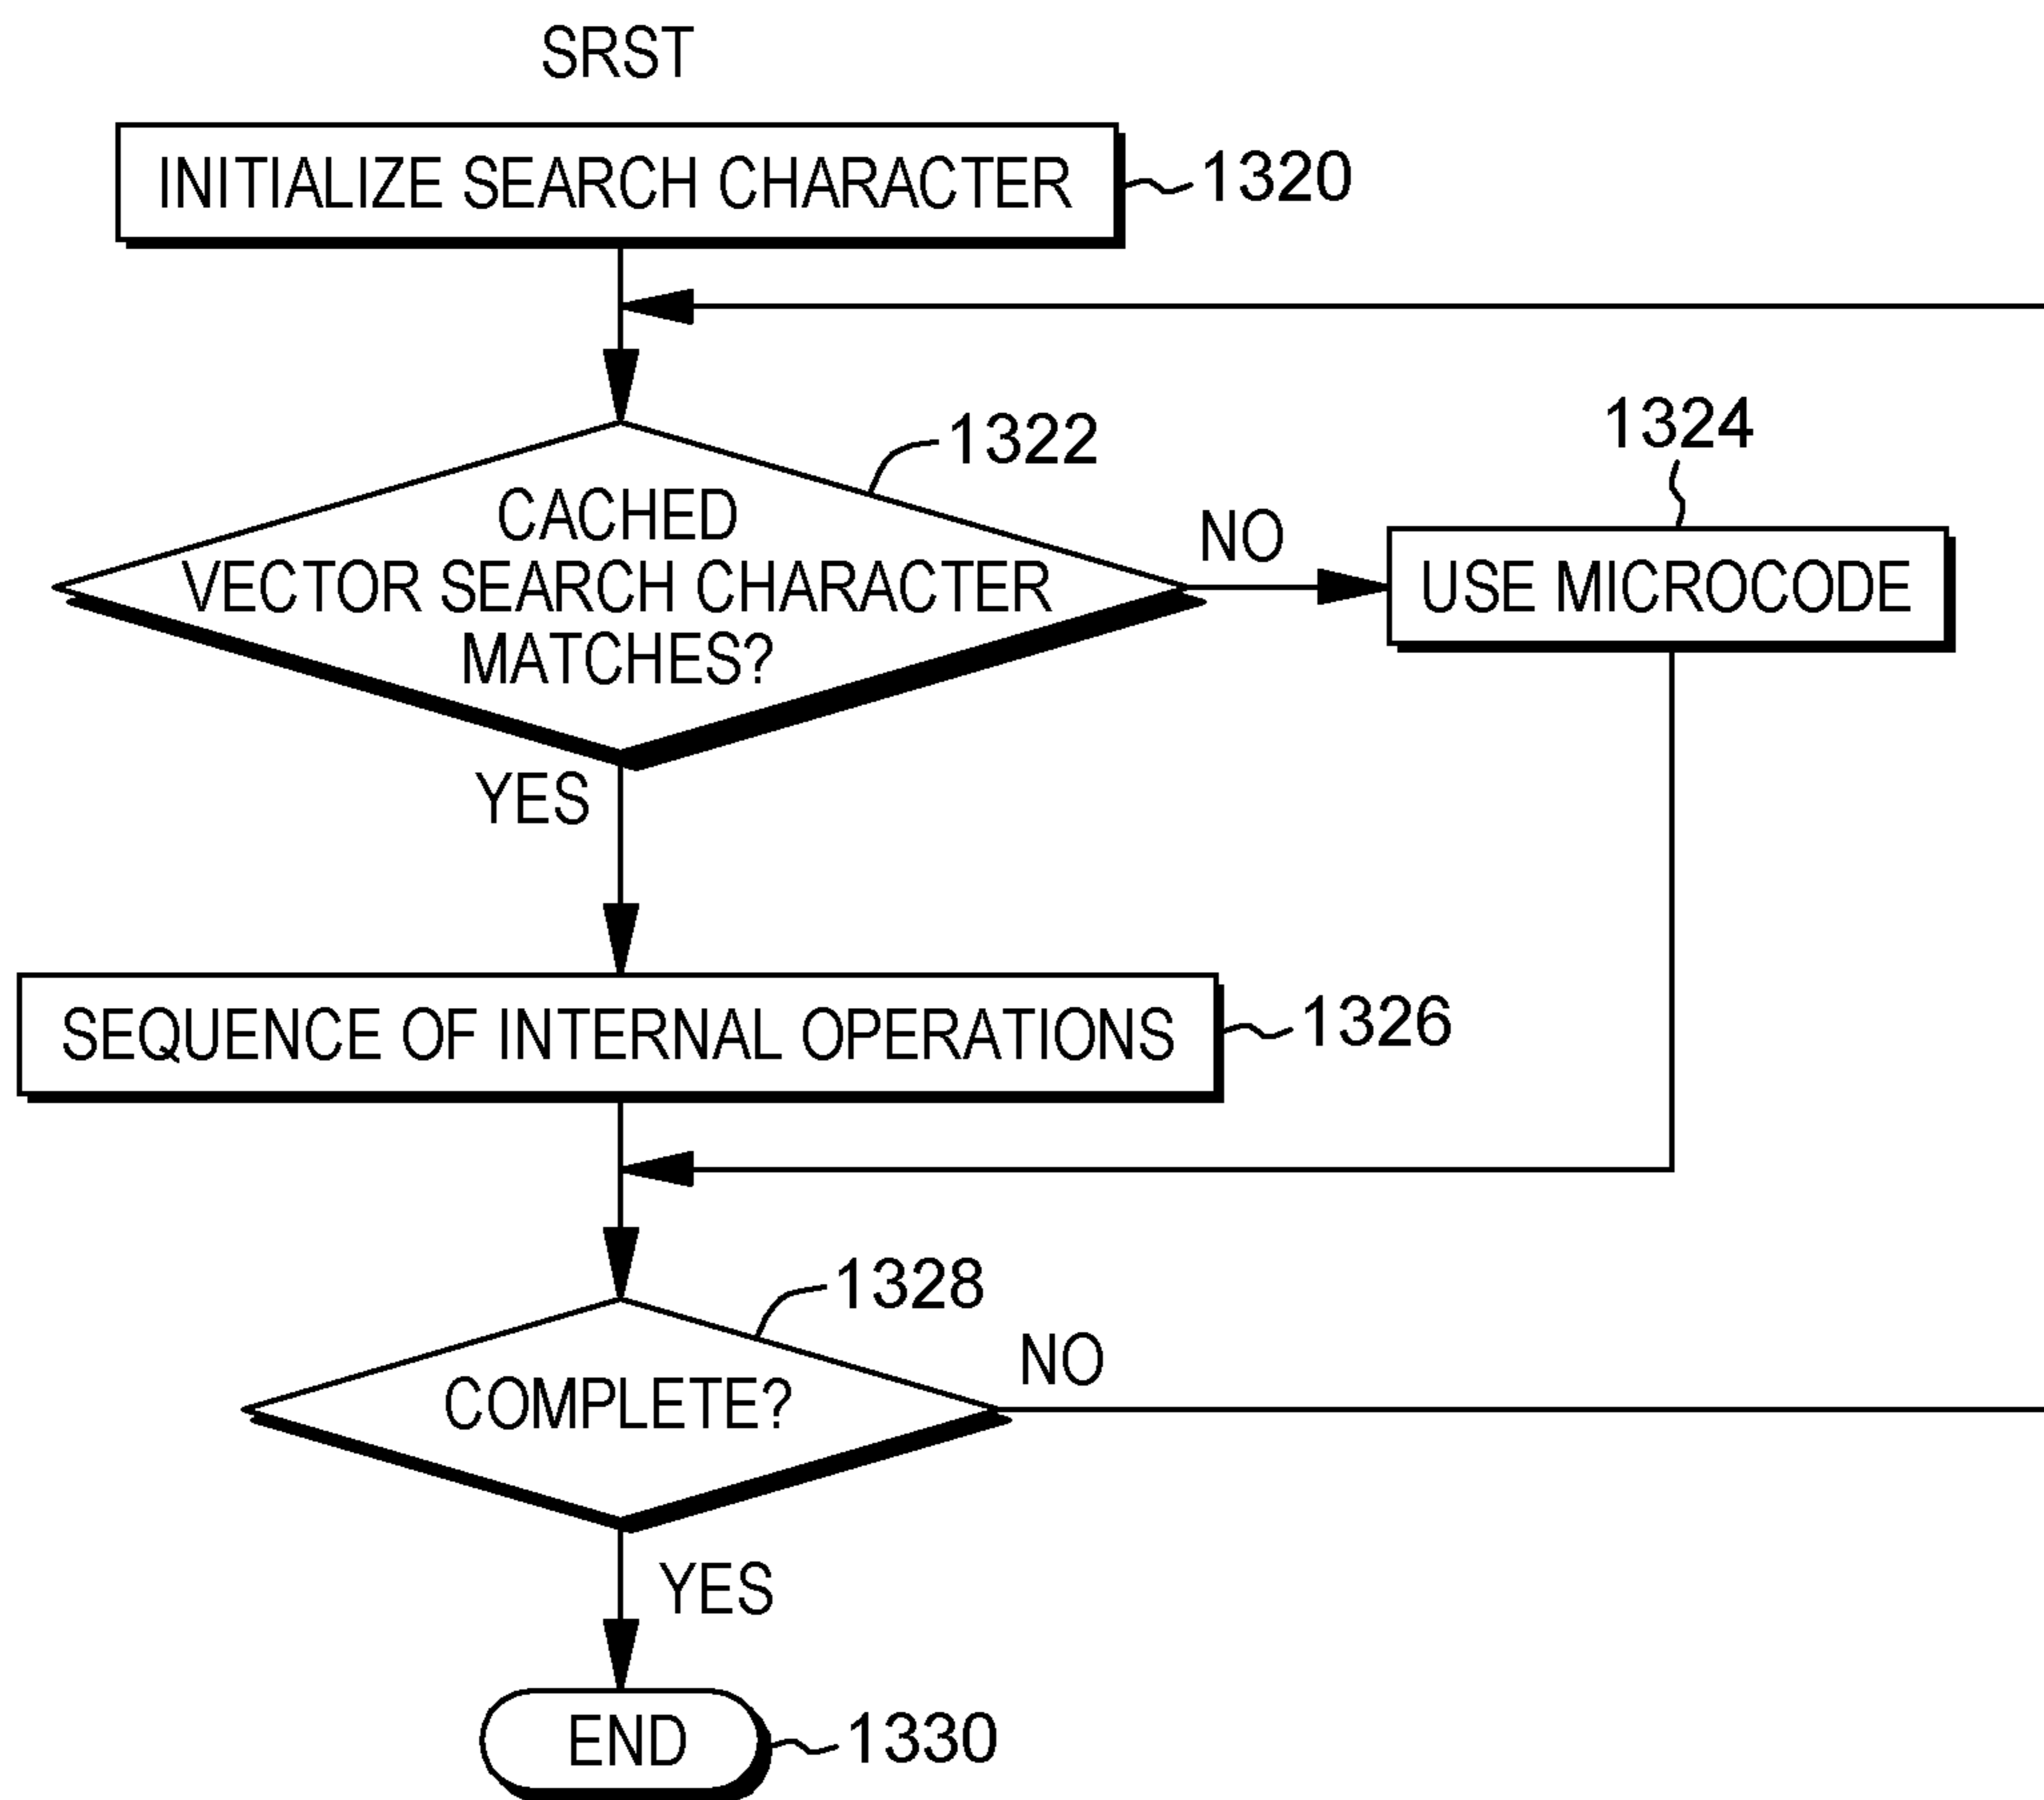 SRST
INITIALIZE SEARCH CHARACTER
1320
1322
CACHED
VECTOR SEARCH CHARACTER
MATCHES?
NO
1324
USE MICROCODE
YES
SEQUENCE OF INTERNAL OPERATIONS
1326
1328
COMPLETE?
NO
YES
END
1330